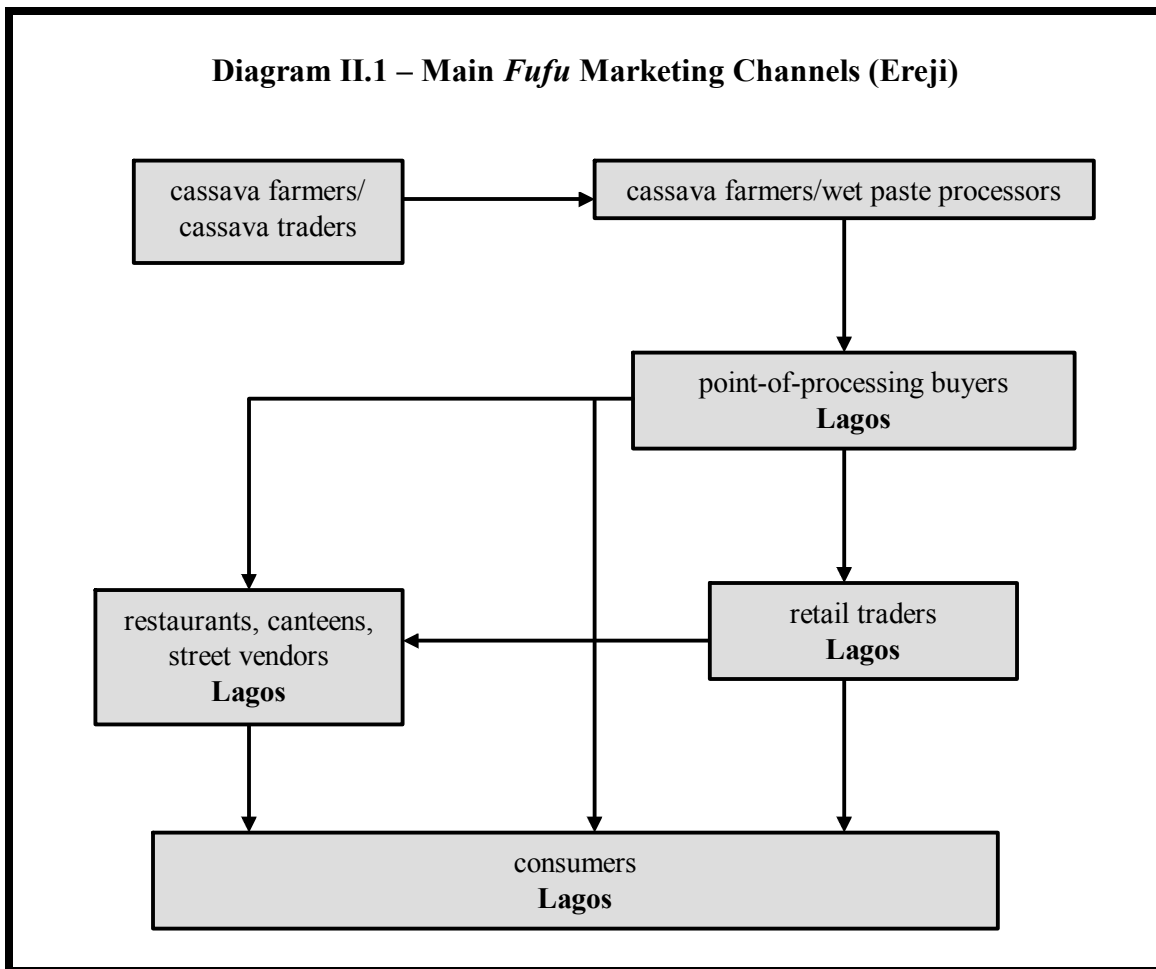 Diagram II.1 – Main Fufu Marketing Channels (Ereji)
cassava farmers/
cassava traders
cassava farmers/wet paste processors
point-of-processing buyers
Lagos
restaurants, canteens,
street vendors
Lagos
retail traders
Lagos
consumers
Lagos